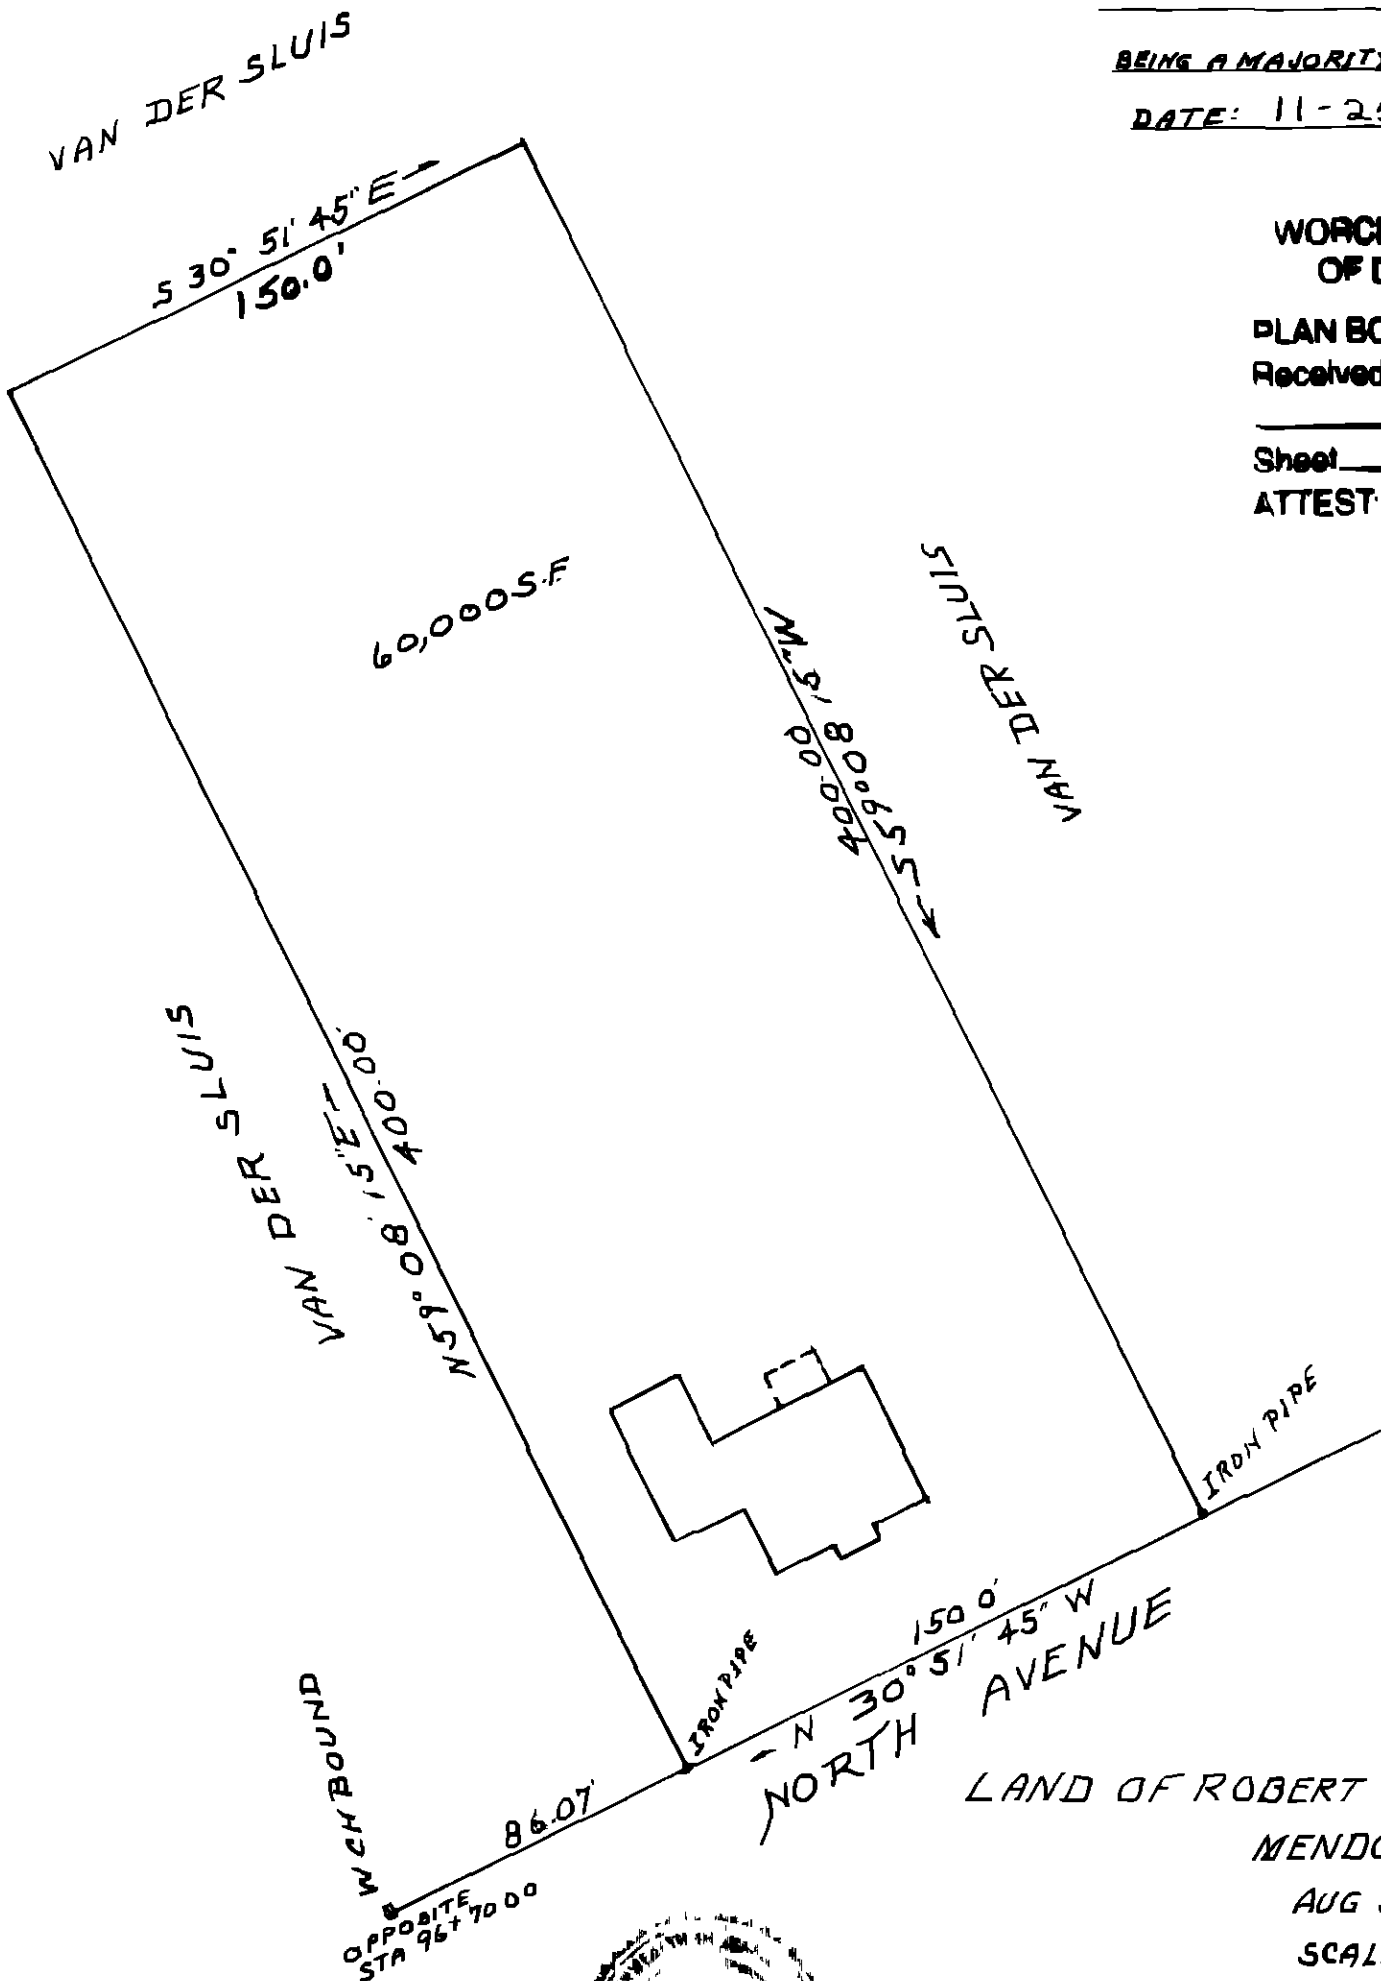 VAN DER SLUIS
BEING A MAJORITY
DATE: 11-25
S 30° 51' 45" E
150.0'
WORC
OF
PLAN BO
Received
Sheet
ATTEST
60,000 S.F
VAN DER SLUIS
S 59° 08' 15" W
400.00
VAN DER SLUIS
N 59° 08' 15" E
400.00'
IRON PIPE
150 0'
N 30° 51' 45" W
NORTH AVENUE
IRON PIPE
86.07'
W C H BOUND
OPPOSITE
STA 96+70 00
LAND OF ROBERT
MENDO
AUG
SCAL